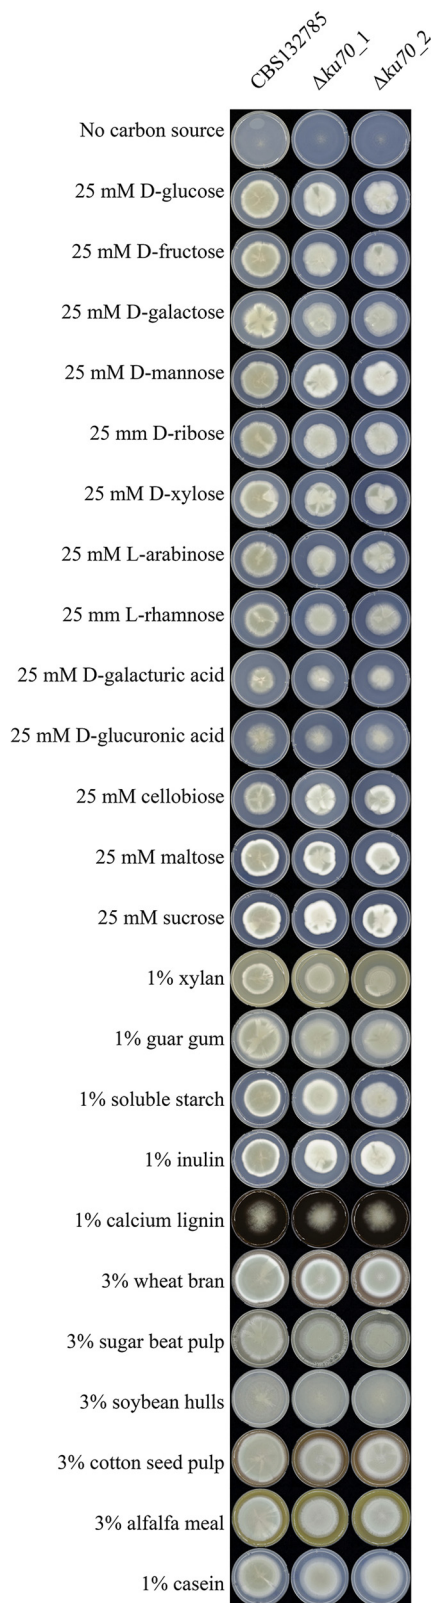 CBS132785
Δku70_1
Δku70_2
No carbon source
25 mM D-glucose
25 mM D-fructose
25 mM D-galactose
25 mM D-mannose
25 mm D-ribose
25 mM D-xylose
25 mM L-arabinose
25 mm L-rhamnose
25 mM D-galacturic acid
25 mM D-glucuronic acid
25 mM cellobiose
25 mM maltose
25 mM sucrose
1% xylan
1% guar gum
1% soluble starch
1% inulin
1% calcium lignin
3% wheat bran
3% sugar beat pulp
3% soybean hulls
3% cotton seed pulp
3% alfalfa meal
1% casein